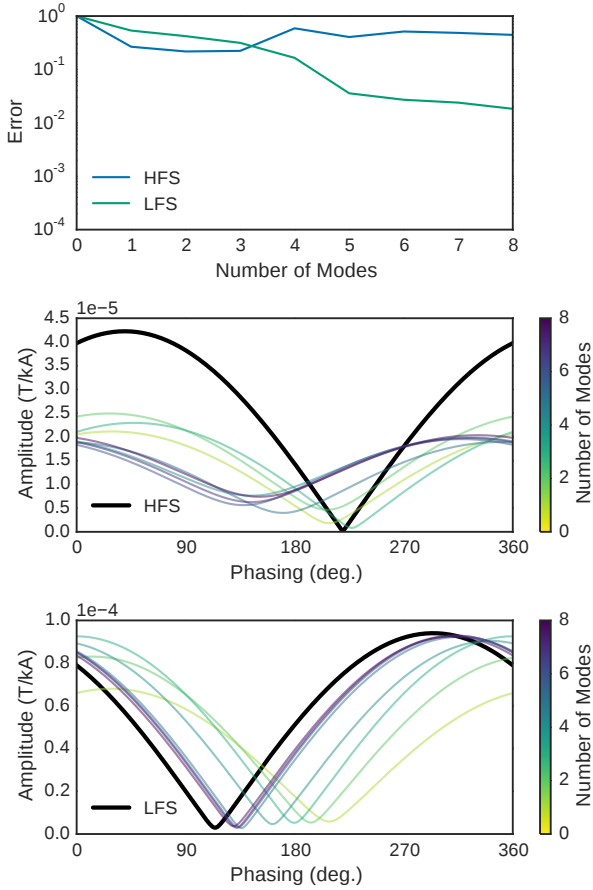 10^0
10^-1
10^-2
10^-3
10^-4
Error
HFS
LFS
0 1 2 3 4 5 6 7 8
Number of Modes
1e−5
4.5
4.0
3.5
3.0
2.5
2.0
1.5
1.0
0.5
0.0
Amplitude (T/kA)
HFS
0 90 180 270 360
Phasing (deg.)
8
6
4
2
0
Number of Modes
1e−4
1.0
0.8
0.6
0.4
0.2
0.0
Amplitude (T/kA)
LFS
0 90 180 270 360
Phasing (deg.)
8
6
4
2
0
Number of Modes